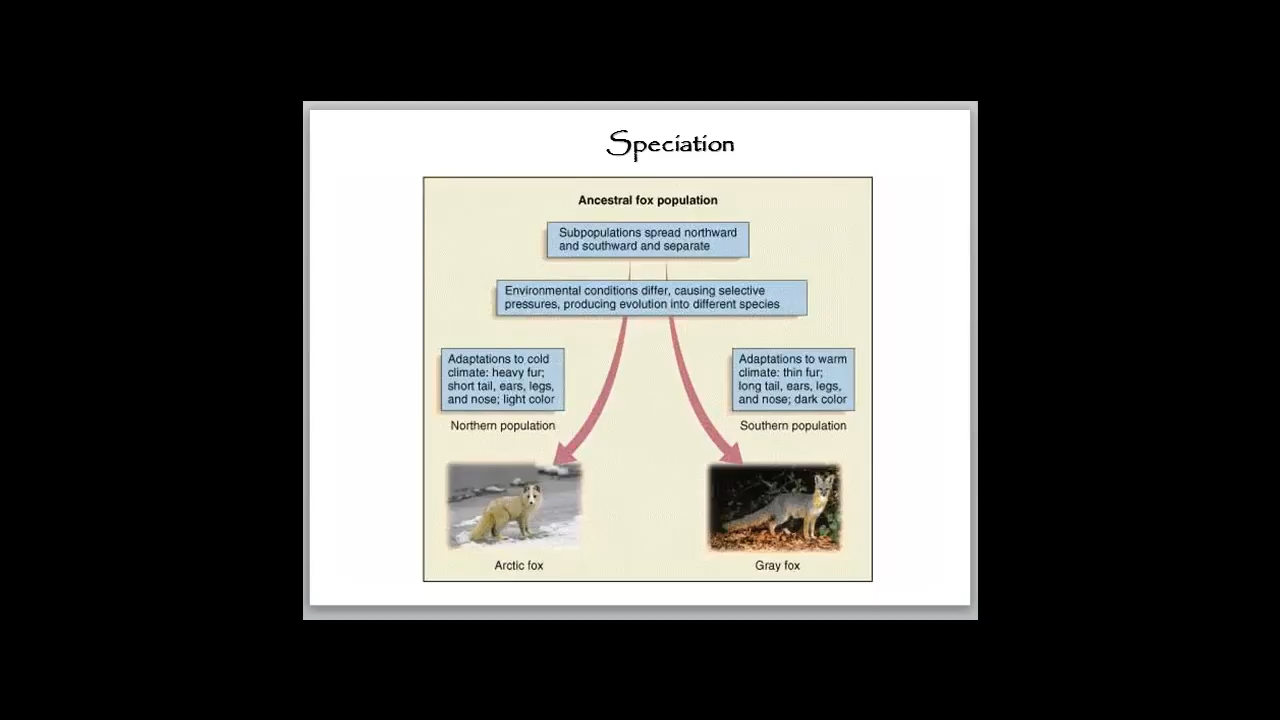 Speciation
Ancestral fox population
Subpopulations spread northward
and southward and separate
Environmental conditions differ, causing selective
pressures, producing evolution into different species
Adaptations to cold
climate: heavy fur;
short tail, ears, legs,
and nose; light color
Northern population
Adaptations to warm
climate: thin fur;
long tail, ears, legs,
and nose; dark color
Southern population
Arctic fox
Gray fox